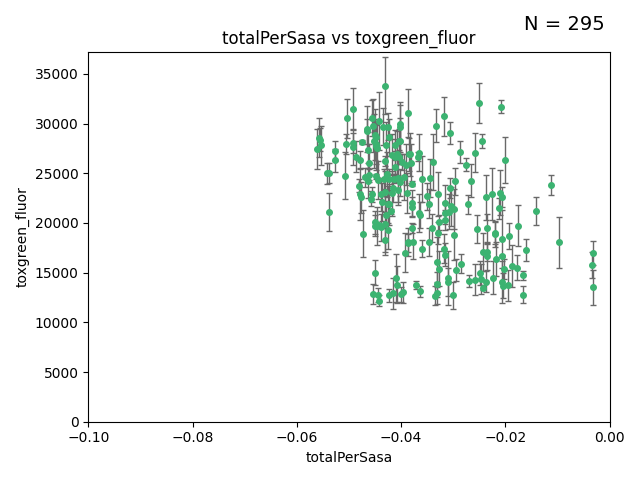 N = 295
totalPerSasa vs toxgreen_fluor
35000
30000
25000
20000
15000
10000
5000
0
toxgreen_fluor
−0.10 −0.08 −0.06 −0.04 −0.02 0.00
totalPerSasa